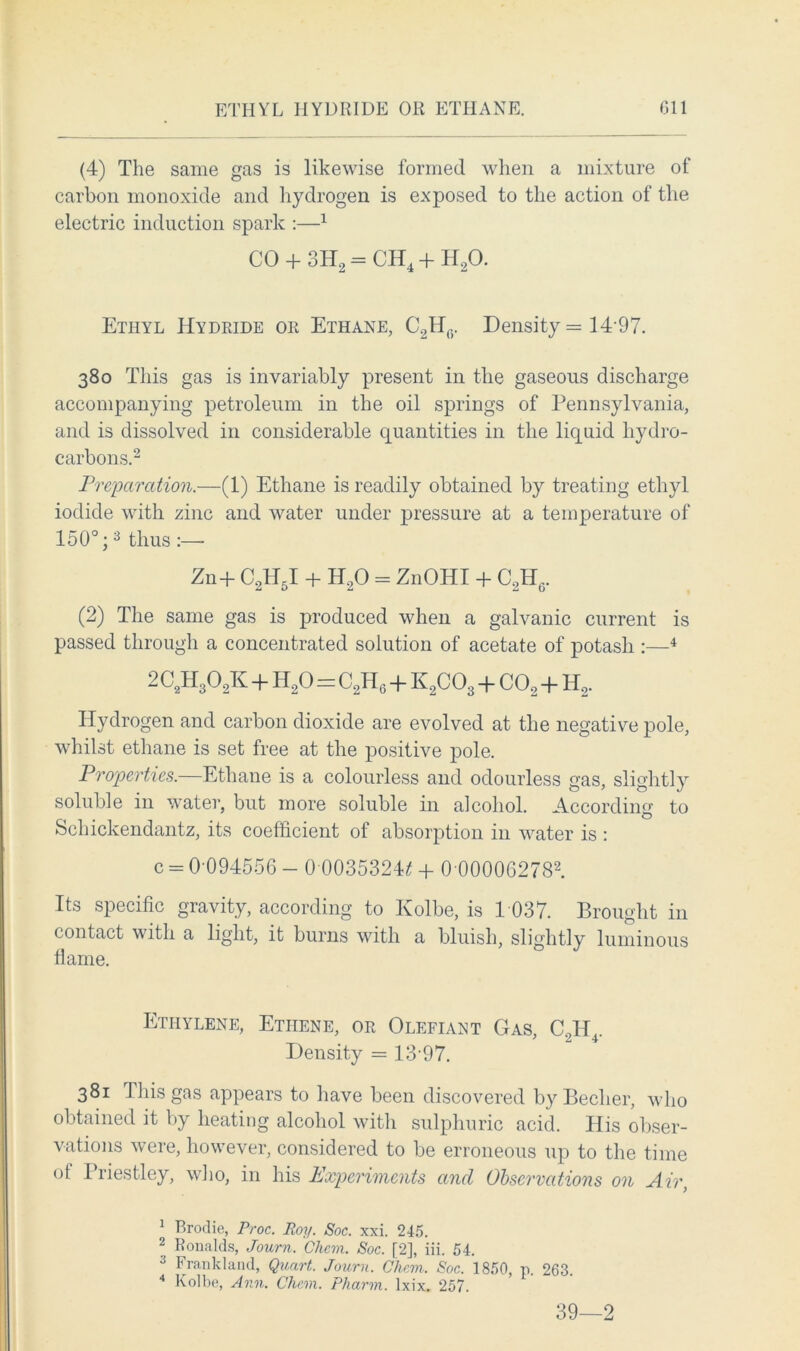 ETHYL HYDRIDE OR ETHANE. 611
(4) The same gas is likewise formed when a mixture of
carbon monoxide and hydrogen is exposed to the action of the
electric induction spark :—¹
CO + 3H₂ = CH₄ + H₂O.
ETHYL HYDRIDE OR ETHANE, C₂H₆. Density = 14·97.
380 This gas is invariably present in the gaseous discharge
accompanying petroleum in the oil springs of Pennsylvania,
and is dissolved in considerable quantities in the liquid hydro-
carbons.²
Preparation.—(1) Ethane is readily obtained by treating ethyl
iodide with zinc and water under pressure at a temperature of
150°; ³ thus :—
Zn + C₂H₅I + H₂O = ZnOHI + C₂H₆.
(2) The same gas is produced when a galvanic current is
passed through a concentrated solution of acetate of potash :—⁴
2C₂H₃O₂K + H₂O = C₂H₆ + K₂CO₃ + CO₂ + H₂.
Hydrogen and carbon dioxide are evolved at the negative pole,
whilst ethane is set free at the positive pole.
Properties.—Ethane is a colourless and odourless gas, slightly
soluble in water, but more soluble in alcohol. According to
Schickendantz, its coefficient of absorption in water is :
c = 0·094556 – 0·0035324t + 0·00006278².
Its specific gravity, according to Kolbe, is 1·037. Brought in
contact with a light, it burns with a bluish, slightly luminous
flame.
ETHYLENE, ETHENE, OR OLEFIANT GAS, C₂H₄.
Density = 13·97.
381 This gas appears to have been discovered by Becher, who
obtained it by heating alcohol with sulphuric acid. His obser-
vations were, however, considered to be erroneous up to the time
of Priestley, who, in his Experiments and Observations on Air,
¹ Brodie, Proc. Roy. Soc. xxi. 245.
² Ronalds, Journ. Chem. Soc. [2], iii. 54.
³ Frankland, Quart. Journ. Chem. Soc. 1850, p. 263.
⁴ Kolbe, Ann. Chem. Pharm. lxix. 257.
39—2